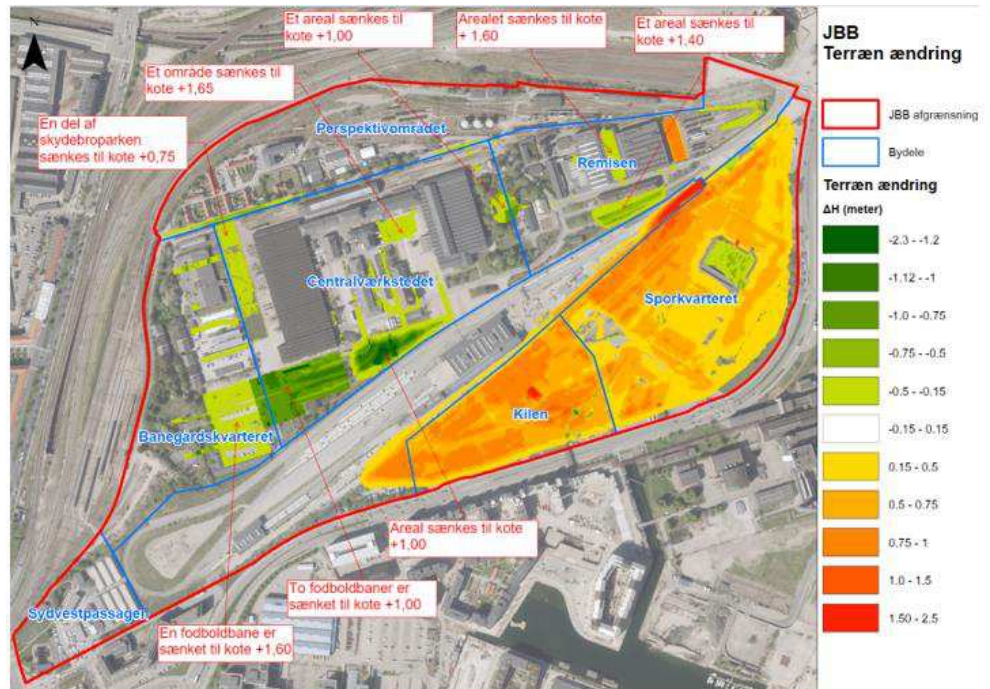 Et areal sænkes til
kote +1,00
Arealet sænkes til kote
+ 1,60
Et areal sænkes til
kote +1,40
Et område sænkes til
kote +1,65
En del af
skydebroparken
sænkes til kote +0,75
Perspektivområdet
Remisen
Centralværkstedet
Sporkvarteret
Kilen
Banegårdskvarteret
Sydvestpassagen
Areal sænkes til kote
+1,00
To fodboldbaner er
sænket til kote +1,00
En fodboldbane er
sænket til kote +1,60
JBB
Terræn ændring
JBB afgrænsning
Bydele
Terræn ændring
ΔH (meter)
-2.3 - -1.2
-1.12 - -1
-1.0 - -0.75
-0.75 - -0.5
-0.5 - -0.15
-0.15 - 0.15
0.15 - 0.5
0.5 - 0.75
0.75 - 1
1.0 - 1.5
1.50 - 2.5